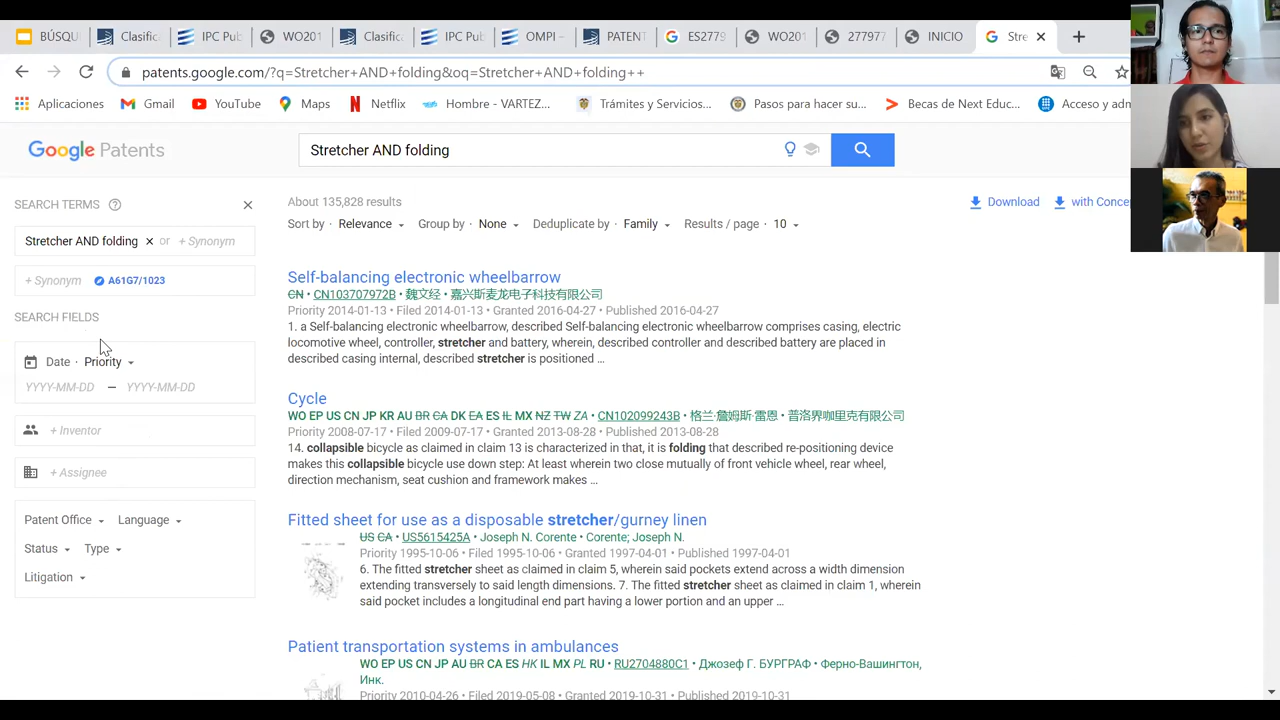 BÚSQU
Clasific
IPC Pub
WO201
Clasific
IPC Pub
OMPI –
PATENT
ES2779
WO201
277977
INICIO
Stre
patents.google.com/?q=Stretcher+AND+folding&oq=Stretcher+AND+folding++
Aplicaciones
Gmail
YouTube
Maps
Netflix
Hombre - VARTEZ...
Trámites y Servicios...
Pasós para hacer su...
Becas de Next Educ...
Acceso y adm
Google Patents
Stretcher AND folding
SEARCH TERMS
Stretcher AND folding × or + Synonym
+ Synonym A61G7/1023
SEARCH FIELDS
Date · Priority
YYYY-MM-DD – YYYY-MM-DD
+ Inventor
+ Assignee
Patent Office Language
Status Type
Litigation
About 135,828 results
Download with Concep
Sort by Relevance Group by None Deduplicate by Family Results / page 10
Self-balancing electronic wheelbarrow
CN CN103707972B • 魏文经 • 嘉兴斯麦龙电子科技有限公司
Priority 2014-01-13 • Filed 2014-01-13 • Granted 2016-04-27 • Published 2016-04-27
1. a Self-balancing electronic wheelbarrow, described Self-balancing electronic wheelbarrow comprises casing, electric
locomotive wheel, controller, stretcher and battery, wherein, described controller and described battery are placed in
described casing internal, described stretcher is positioned ...
Cycle
WO EP US CN JP KR AU BR CA DK EA ES IL MX NZ TW ZA • CN102099243B • 格兰·詹姆斯·雷恩 • 普洛界咖里克有限公司
Priority 2008-07-17 • Filed 2009-07-17 • Granted 2013-08-28 • Published 2013-08-28
14. collapsible bicycle as claimed in claim 13 is characterized in that, it is folding that described re-positioning device
makes this collapsible bicycle use down step: At least wherein two close mutually of front vehicle wheel, rear wheel,
direction mechanism, seat cushion and framework makes ...
Fitted sheet for use as a disposable stretcher/gurney linen
US CA • US5615425A • Joseph N. Corente • Corente; Joseph N.
Priority 1995-10-06 • Filed 1995-10-06 • Granted 1997-04-01 • Published 1997-04-01
6. The fitted stretcher sheet as claimed in claim 5, wherein said pockets extend across a width dimension
extending transversely to said length dimensions. 7. The fitted stretcher sheet as claimed in claim 1, wherein
said pocket includes a longitudinal end part having a lower portion and an upper ...
Patient transportation systems in ambulances
WO EP US CN JP AU BR CA ES HK IL MX PL RU • RU2704880C1 • Джозеф Г. БУРГРАФ • Ферно-Вашингтон,
Инк.
Priority 2010-04-26 • Filed 2019-05-08 • Granted 2019-10-31 • Published 2019-10-31